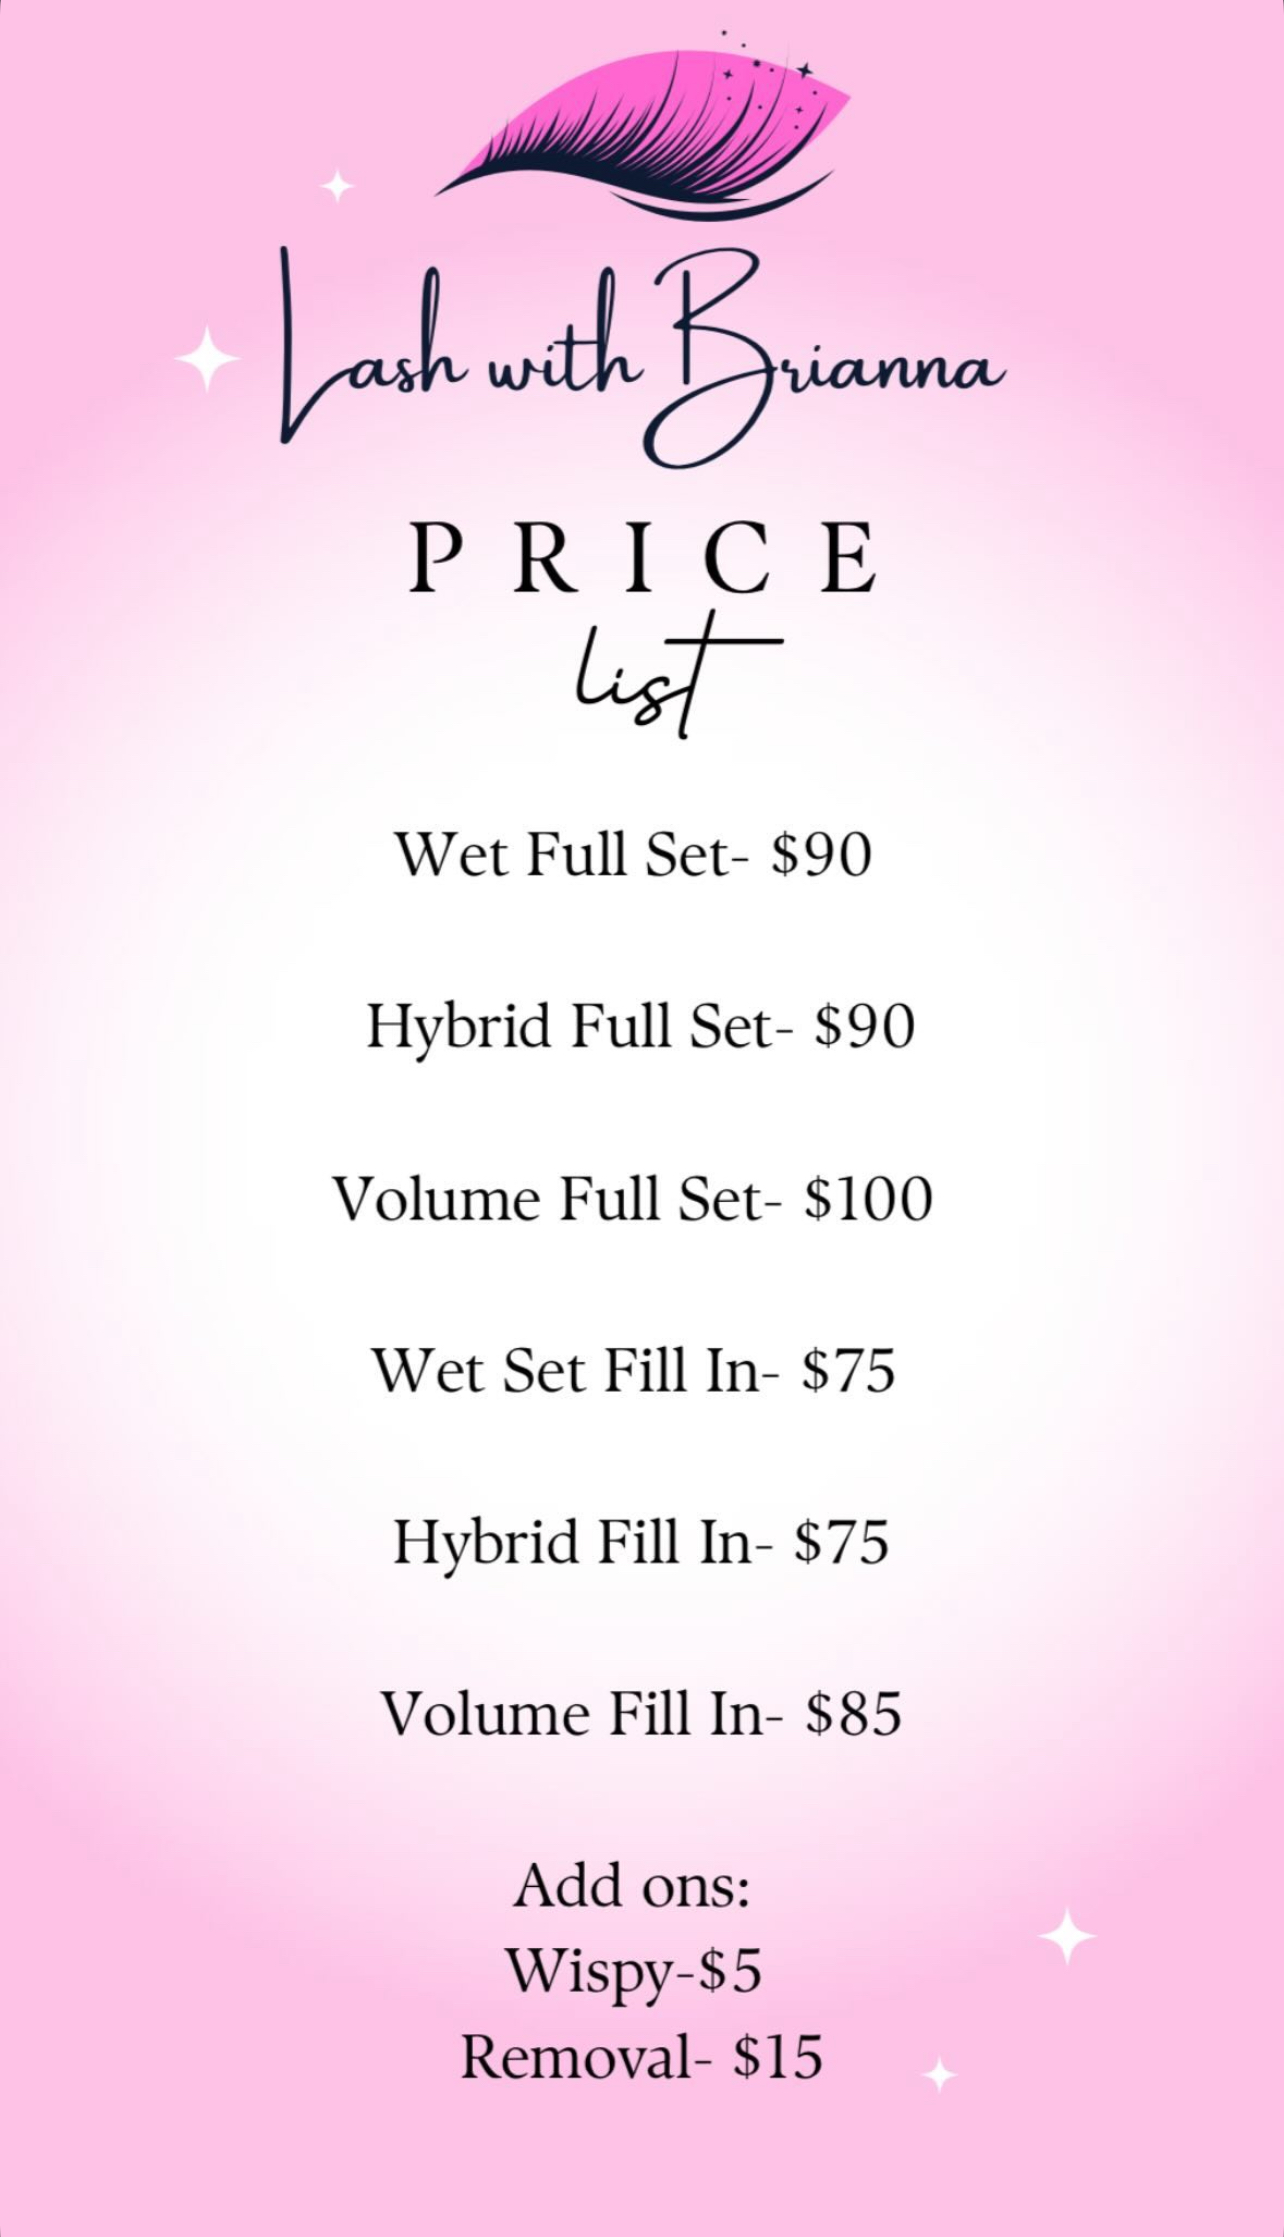 Lash with Brianna
PRICE
list
Wet Full Set- $90
Hybrid Full Set- $90
Volume Full Set- $100
Wet Set Fill In- $75
Hybrid Fill In- $75
Volume Fill In- $85
Add ons:
Wispy-$5
Removal- $15